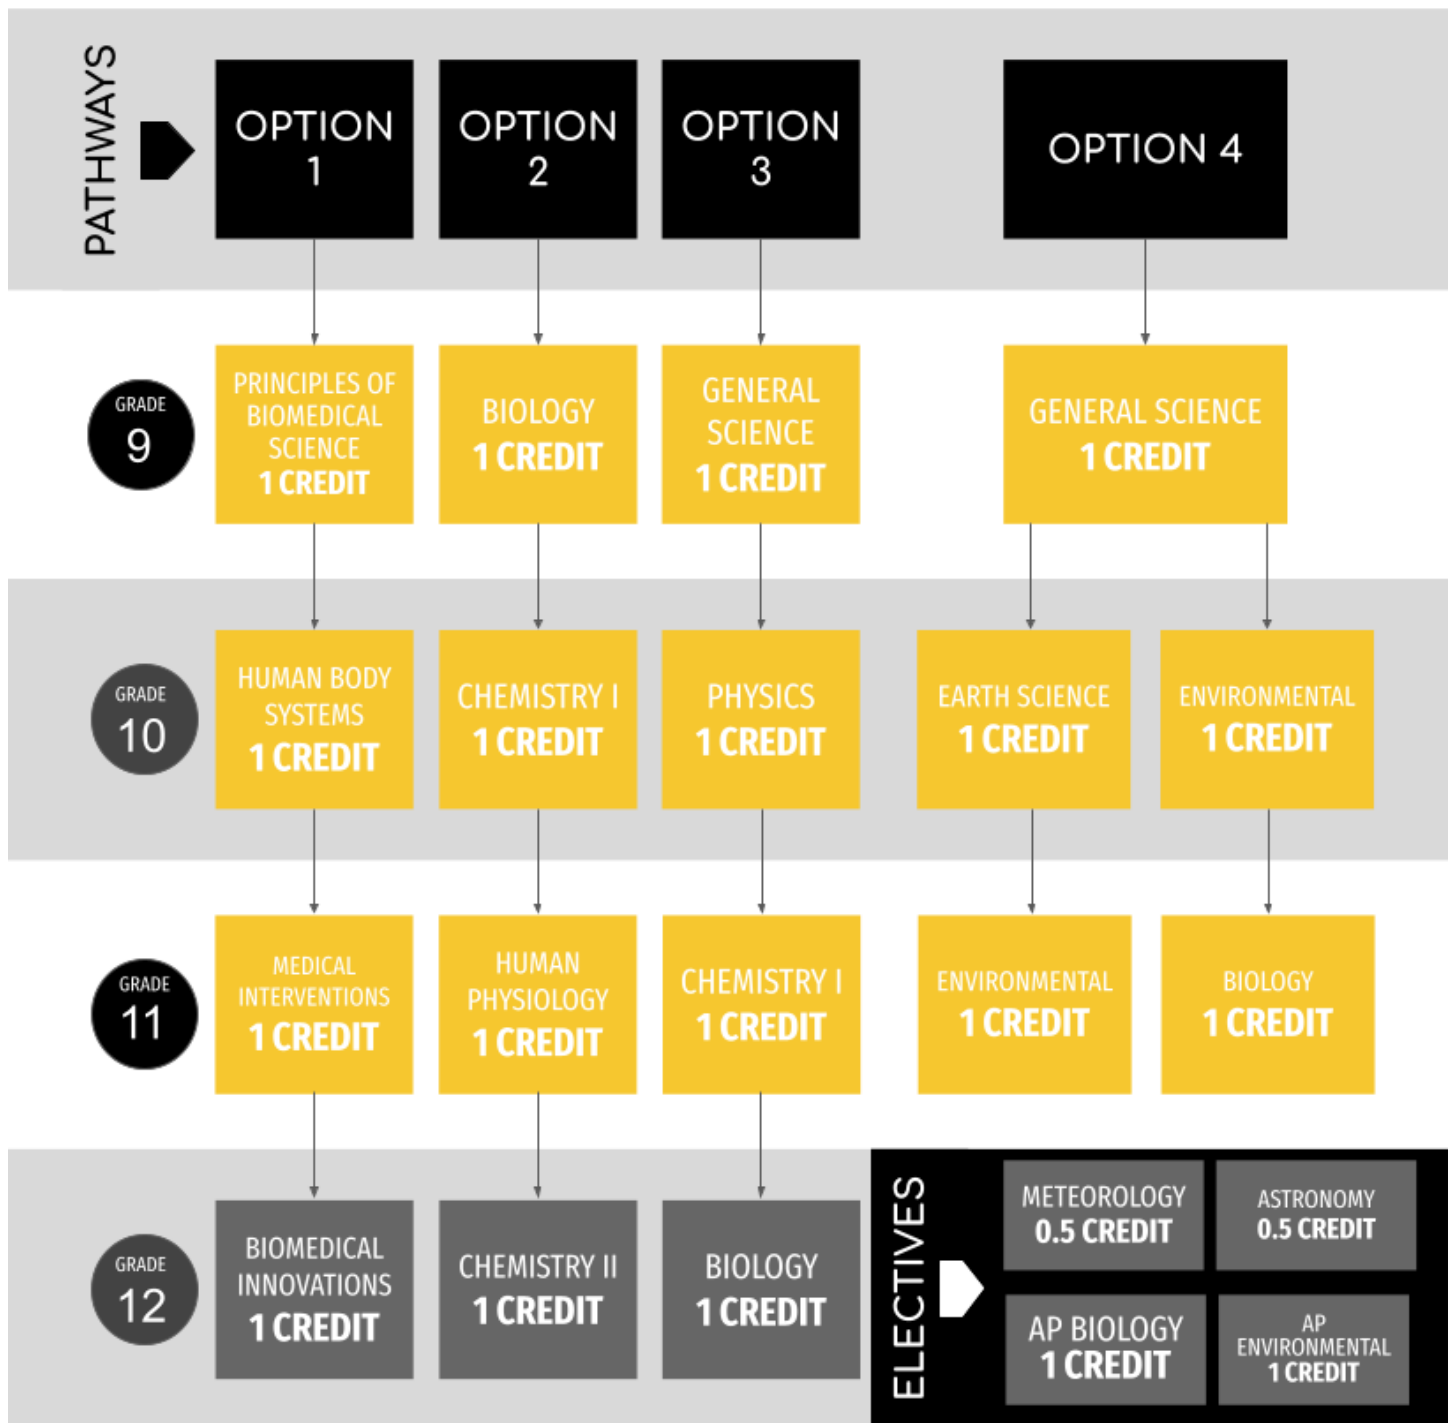 PATHWAYS
OPTION
1
OPTION
2
OPTION
3
OPTION 4
GRADE
9
PRINCIPLES OF
BIOMEDICAL
SCIENCE
1 CREDIT
BIOLOGY
1 CREDIT
GENERAL
SCIENCE
1 CREDIT
GENERAL SCIENCE
1 CREDIT
GRADE
10
HUMAN BODY
SYSTEMS
1 CREDIT
CHEMISTRY I
1 CREDIT
PHYSICS
1 CREDIT
EARTH SCIENCE
1 CREDIT
ENVIRONMENTAL
1 CREDIT
GRADE
11
MEDICAL
INTERVENTIONS
1 CREDIT
HUMAN
PHYSIOLOGY
1 CREDIT
CHEMISTRY I
1 CREDIT
ENVIRONMENTAL
1 CREDIT
BIOLOGY
1 CREDIT
GRADE
12
BIOMEDICAL
INNOVATIONS
1 CREDIT
CHEMISTRY II
1 CREDIT
BIOLOGY
1 CREDIT
ELECTIVES
METEOROLOGY
0.5 CREDIT
ASTRONOMY
0.5 CREDIT
AP BIOLOGY
1 CREDIT
AP
ENVIRONMENTAL
1 CREDIT